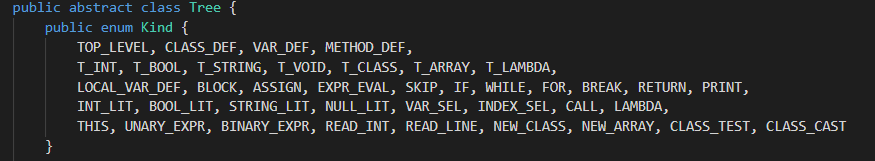 public abstract class Tree {
public enum Kind {
TOP_LEVEL, CLASS_DEF, VAR_DEF, METHOD_DEF,
T_INT, T_BOOL, T_STRING, T_VOID, T_CLASS, T_ARRAY, T_LAMBDA,
LOCAL_VAR_DEF, BLOCK, ASSIGN, EXPR_EVAL, SKIP, IF, WHILE, FOR, BREAK, RETURN, PRINT,
INT_LIT, BOOL_LIT, STRING_LIT, NULL_LIT, VAR_SEL, INDEX_SEL, CALL, LAMBDA,
THIS, UNARY_EXPR, BINARY_EXPR, READ_INT, READ_LINE, NEW_CLASS, NEW_ARRAY, CLASS_TEST, CLASS_CAST
}